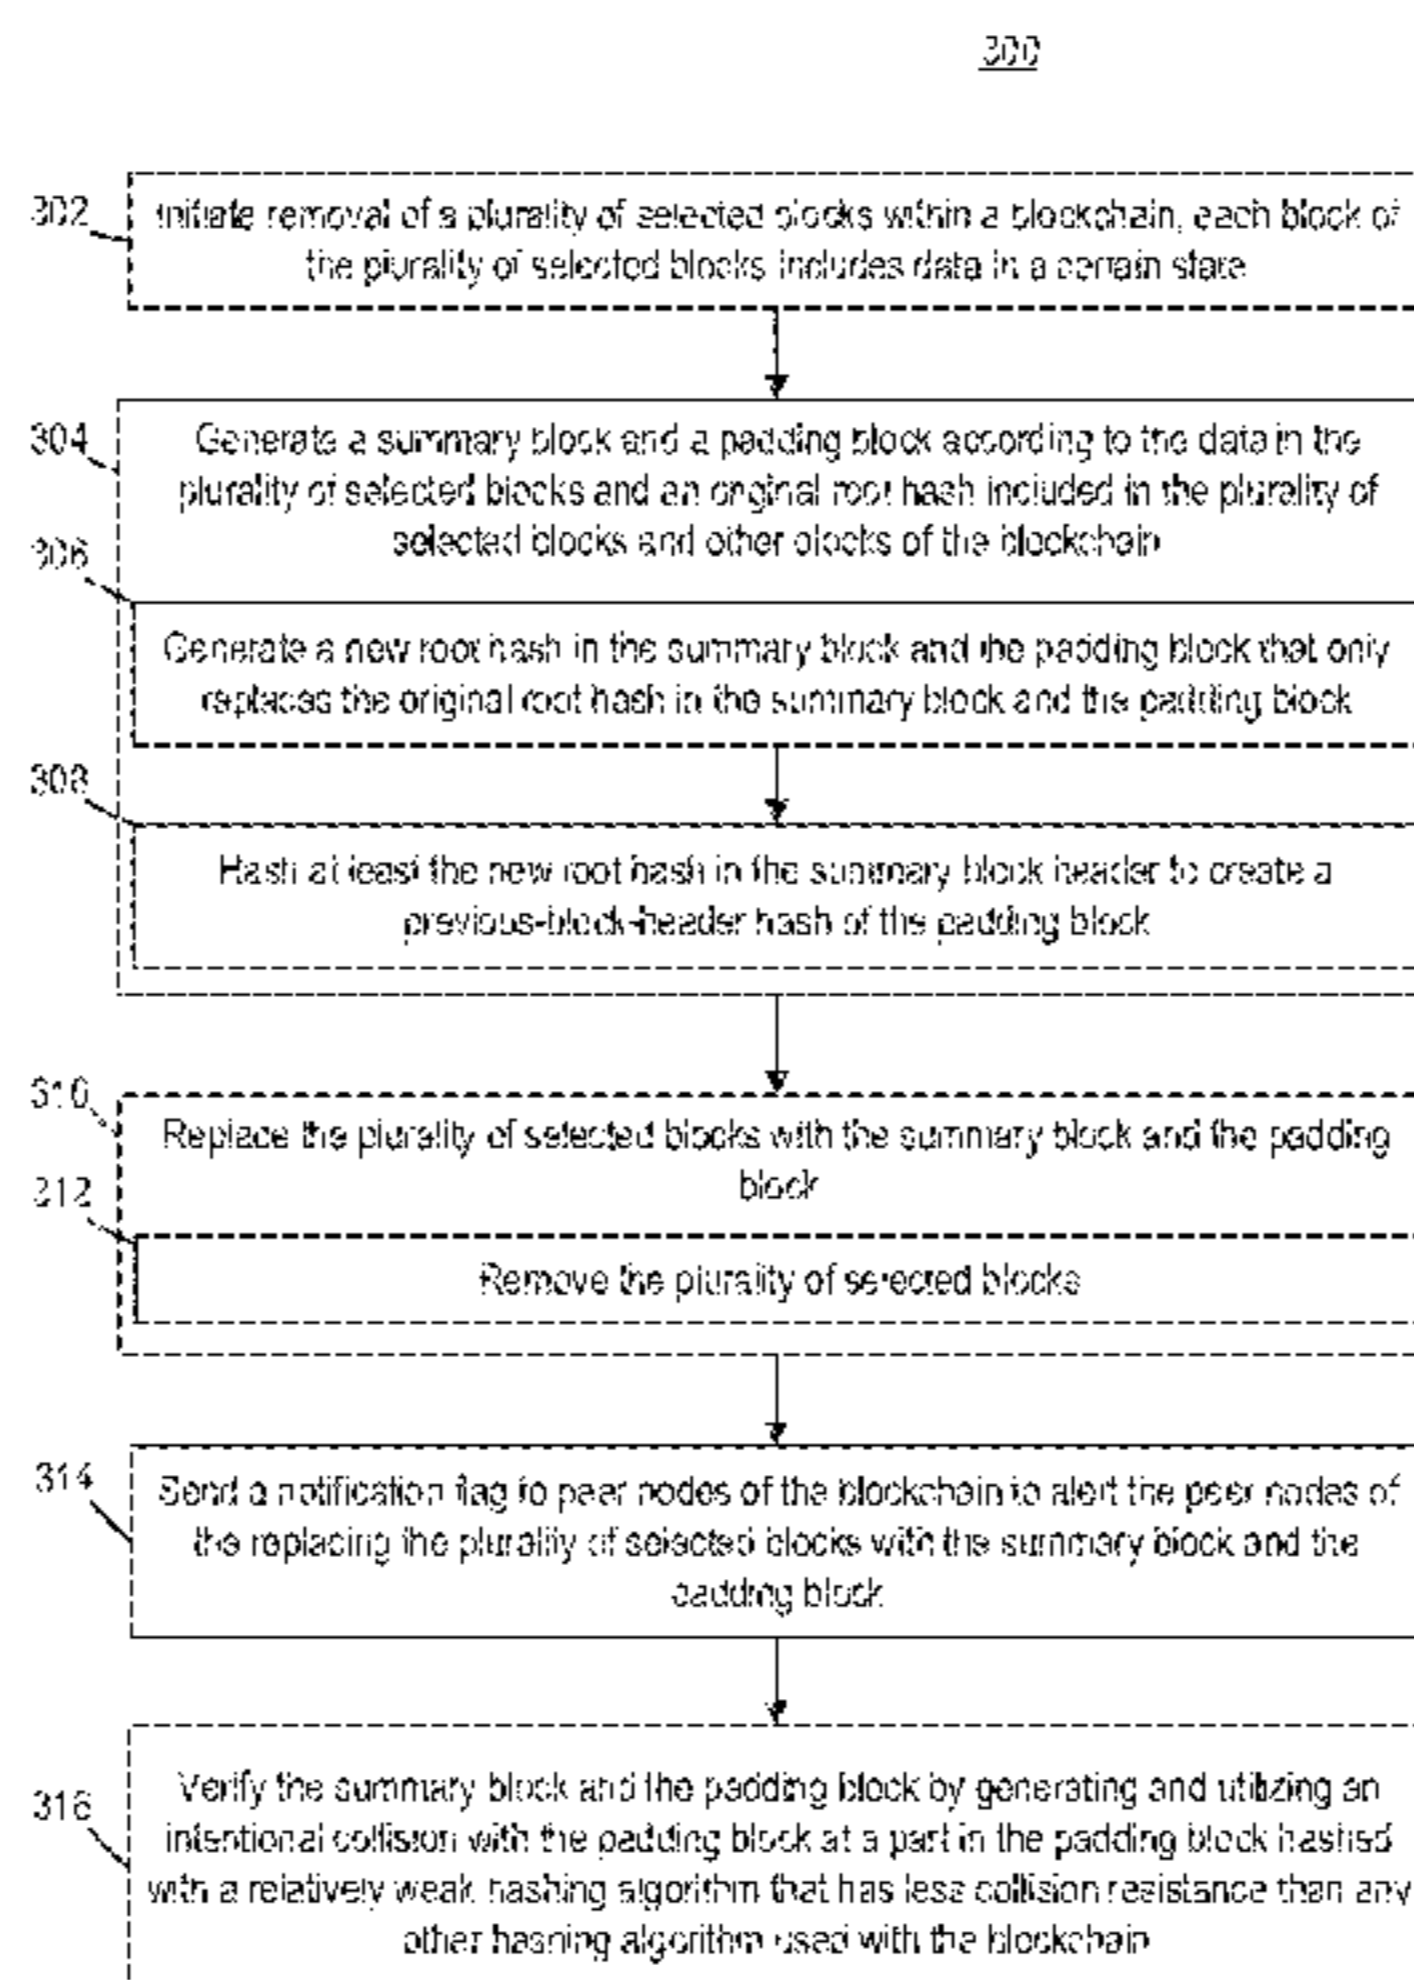 300
302
Initiate removal of a plurality of selected blocks within a blockchain, each block of
the plurality of selected blocks includes data in a certain state
304
Generate a summary block and a padding block according to the data in the
plurality of selected blocks and an original root hash included in the plurality of
selected blocks and other blocks of the blockchain
306
Generate a new root hash in the summary block and the padding block that only
replaces the original root hash in the summary block and the padding block
308
Hash at least the new root hash in the summary block header to create a
previous-block-header hash of the padding block
310
Replace the plurality of selected blocks with the summary block and the padding
block
312
Remove the plurality of selected blocks
314
Send a notification flag to peer nodes of the blockchain to alert the peer nodes of
the replacing the plurality of selected blocks with the summary block and the
padding block
316
Verify the summary block and the padding block by generating and utilizing an
intentional collision with the padding block at a part in the padding block hashed
with a relatively weak hashing algorithm that has less collision resistance than any
other hashing algorithm used with the blockchain